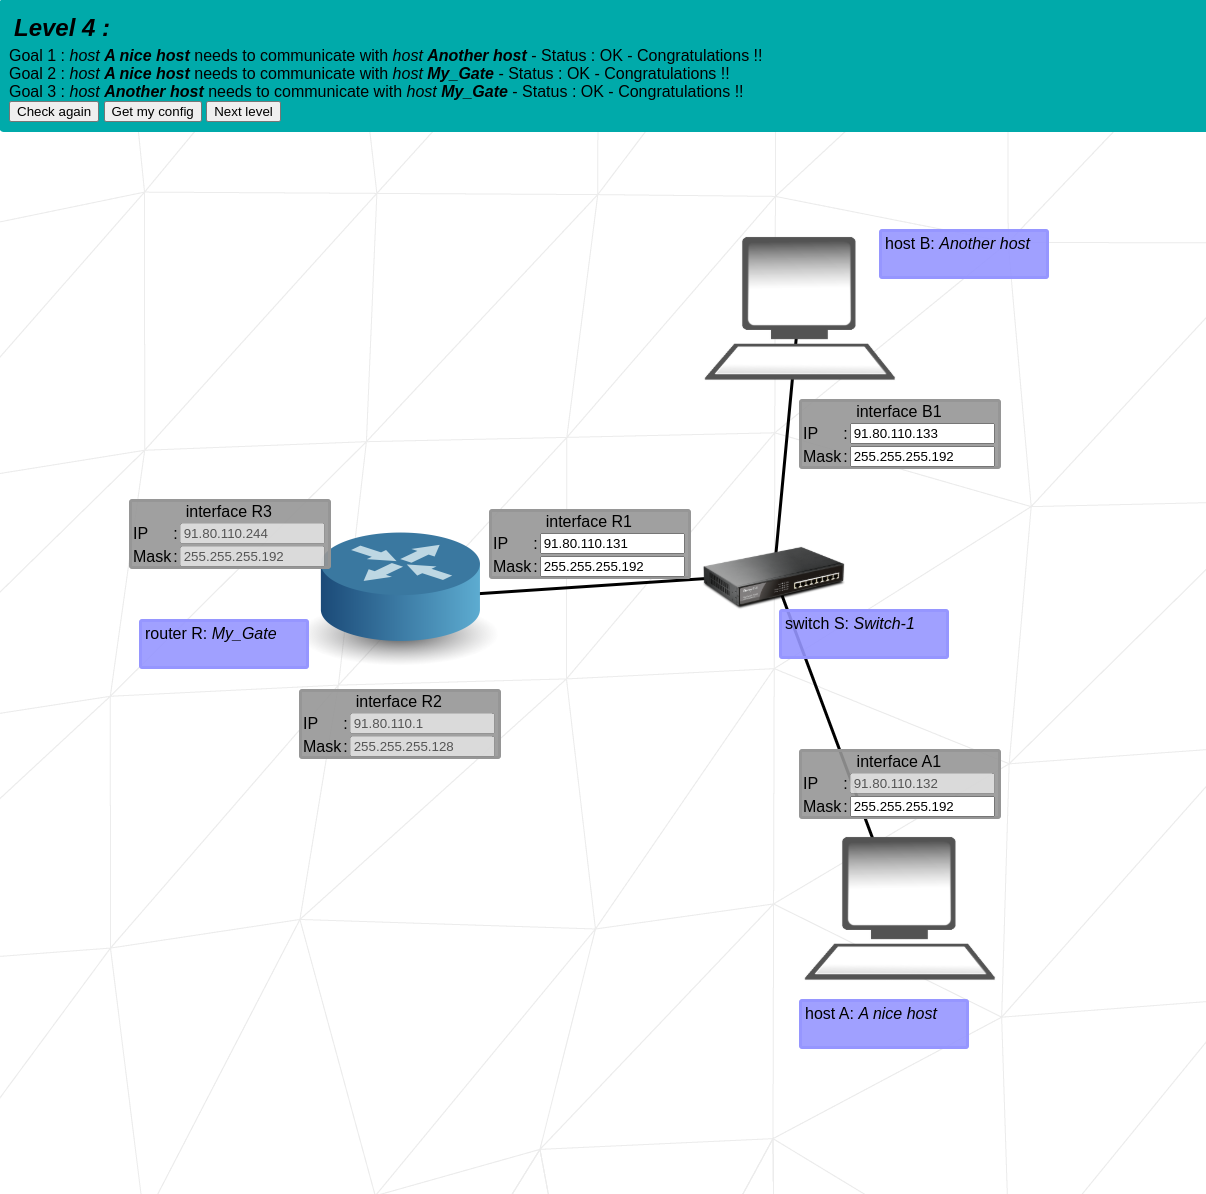 Level 4 :
Goal 1 : host A nice host needs to communicate with host Another host - Status : OK - Congratulations !!
Goal 2 : host A nice host needs to communicate with host My_Gate - Status : OK - Congratulations !!
Goal 3 : host Another host needs to communicate with host My_Gate - Status : OK - Congratulations !!
Check again Get my config Next level
host B: Another host
interface B1
IP : 91.80.110.133
Mask : 255.255.255.192
interface R3
IP : 91.80.110.244
Mask : 255.255.255.192
interface R1
IP : 91.80.110.131
Mask : 255.255.255.192
router R: My_Gate
switch S: Switch-1
interface R2
IP : 91.80.110.1
Mask : 255.255.255.128
interface A1
IP : 91.80.110.132
Mask : 255.255.255.192
host A: A nice host